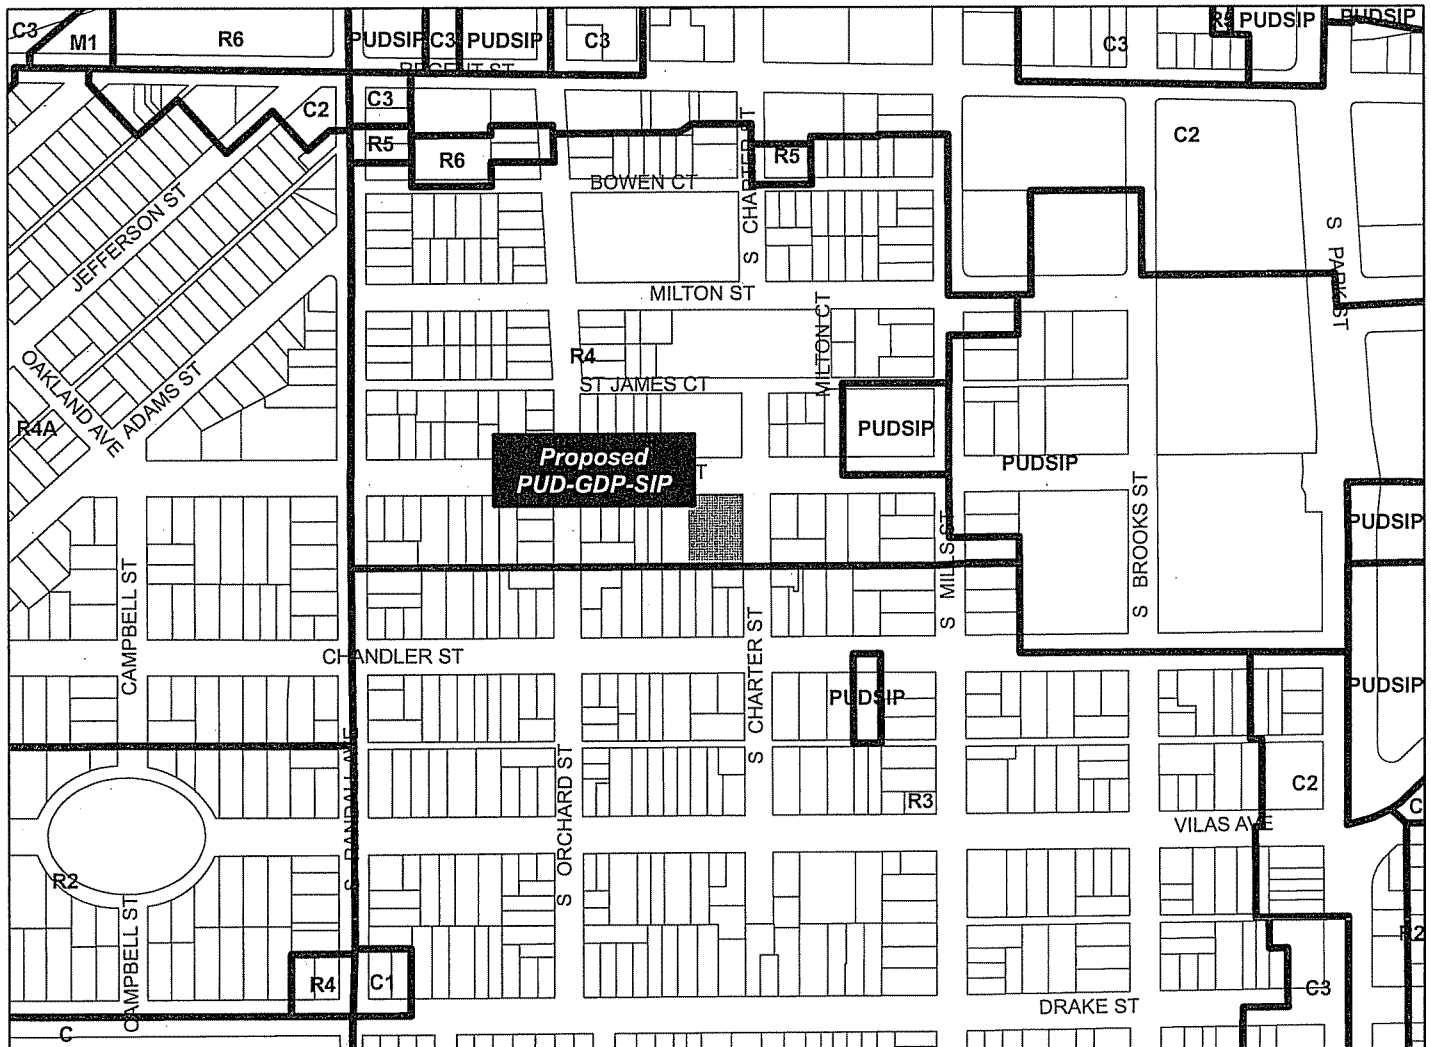 C3
M1
R6
PUDSIP
C3
PUDSIP
C3
C3
R5
PUDSIP
PUDSIP
REGENT ST
C3
C2
R5
R6
R5
C2
BOWEN CT
S CHARTER ST
JEFFERSON ST
MILTON ST
S PARK ST
MILTON CT
R4
ST JAMES CT
OAKLAND AVE
ADAMS ST
R4A
PUDSIP
PUDSIP
Proposed
PUD-GDP-SIP
T
PUDSIP
S MILLS ST
S BROOKS ST
CAMPBELL ST
CHANDLER ST
S CHARTER ST
PUDSIP
PUDSIP
S RANDALL AVE
S ORCHARD ST
R3
C2
C
VILAS AVE
R2
CAMPBELL ST
R2
R4
C1
C3
DRAKE ST
C